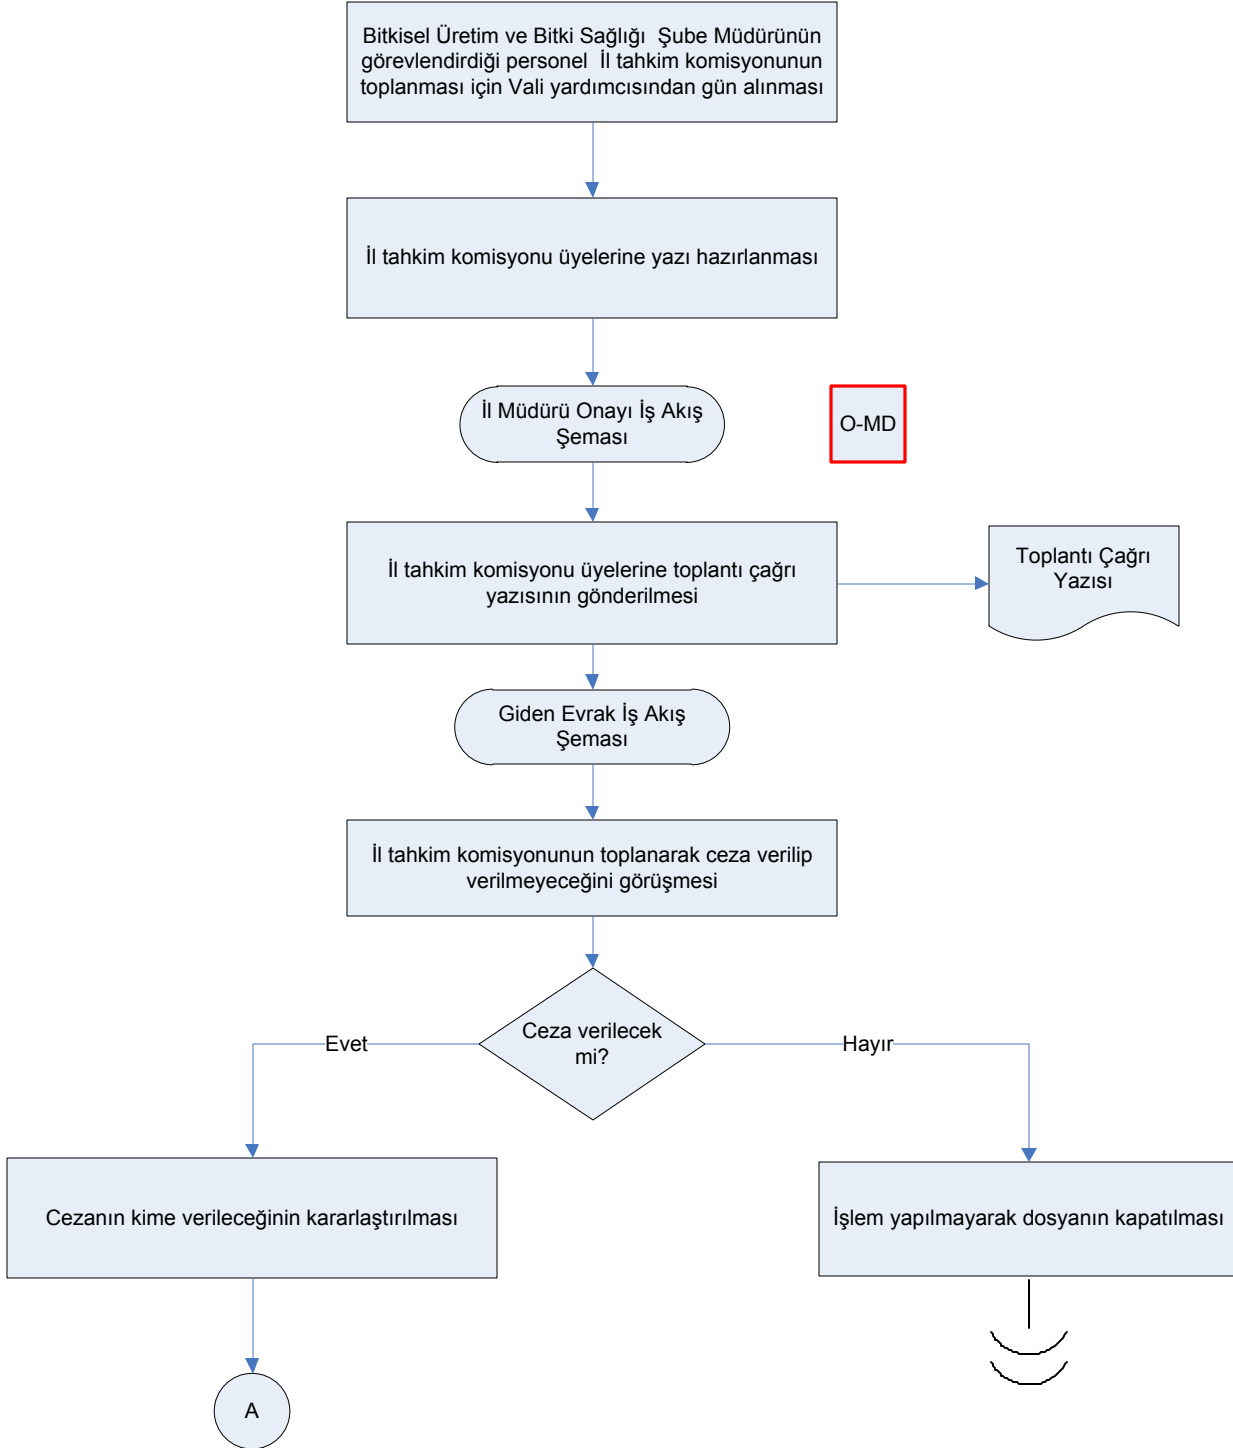 Bitkisel Üretim ve Bitki Sağlığı  Şube Müdürünün
görevlendirdiği personel  İl tahkim komisyonunun
toplanması için Vali yardımcısından gün alınması
İl tahkim komisyonu üyelerine yazı hazırlanması
İl Müdürü Onayı İş Akış
Şeması
O-MD
İl tahkim komisyonu üyelerine toplantı çağrı
yazısının gönderilmesi
Toplantı Çağrı
Yazısı
Giden Evrak İş Akış
Şeması
İl tahkim komisyonunun toplanarak ceza verilip
verilmeyeceğini görüşmesi
Ceza verilecek
mi?
Evet
Hayır
Cezanın kime verileceğinin kararlaştırılması
İşlem yapılmayarak dosyanın kapatılması
A